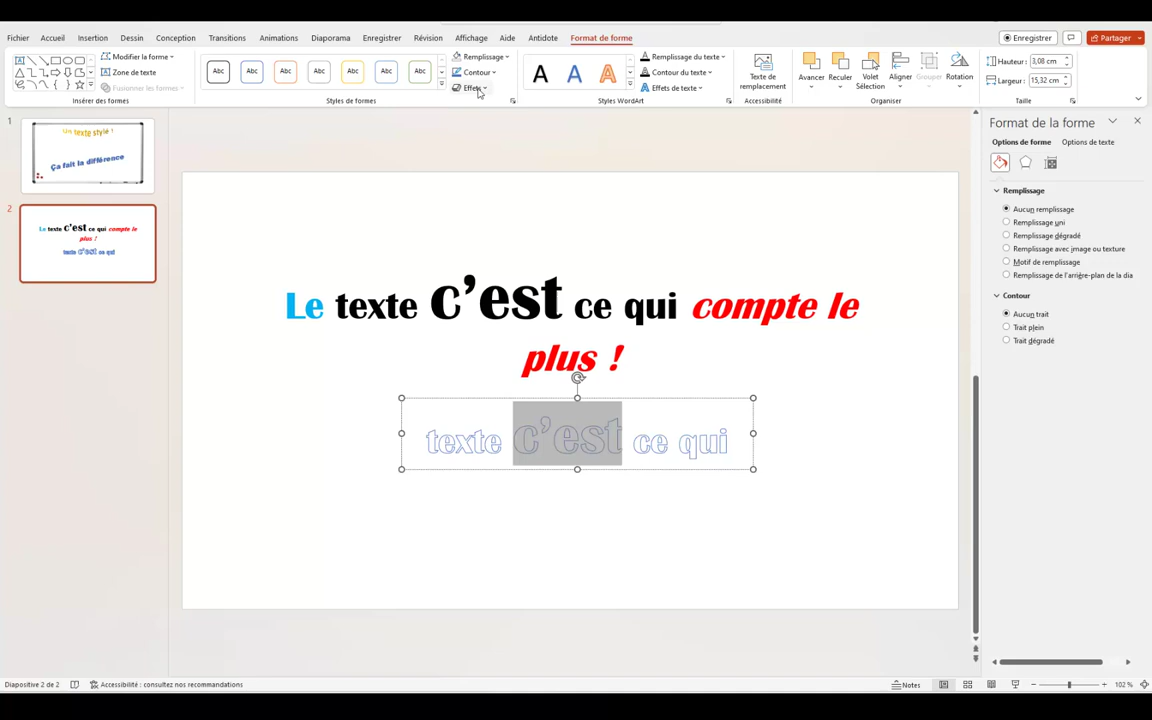 Fichier Accueil Insertion Dessin Conception Transitions Animations Diaporama Enregistrer Révision Affichage Aide Antidote Format de forme Enregistrer Partager
Modifier la forme
Zone de texte
Fusionner les formes
Insérer des formes
Abc Abc Abc Abc Abc Abc Abc
Remplissage
Contour
Effets
Styles de formes
A A A
Remplissage du texte
Contour du texte
Effets de texte
Styles WordArt
Texte de
remplacement
Accessibilité
Avancer Reculer Volet
Sélection
Aligner Grouper Rotation
Organiser
Hauteur : 3,08 cm
Largeur : 15,32 cm
Taille
1
Un texte stylé !
Ça fait la différence
2
Le texte c’est ce qui compte le
plus !
texte c’est ce qui
Le texte c’est ce qui compte le
plus !
texte c’est ce qui
Format de la forme
Options de forme Options de texte
Remplissage
Aucun remplissage
Remplissage uni
Remplissage dégradé
Remplissage avec image ou texture
Motif de remplissage
Remplissage de l'arrière-plan de la dia
Contour
Aucun trait
Trait plein
Trait dégradé
Diapositive 2 de 2 Accessibilité : consultez nos recommandations Notes 102 %